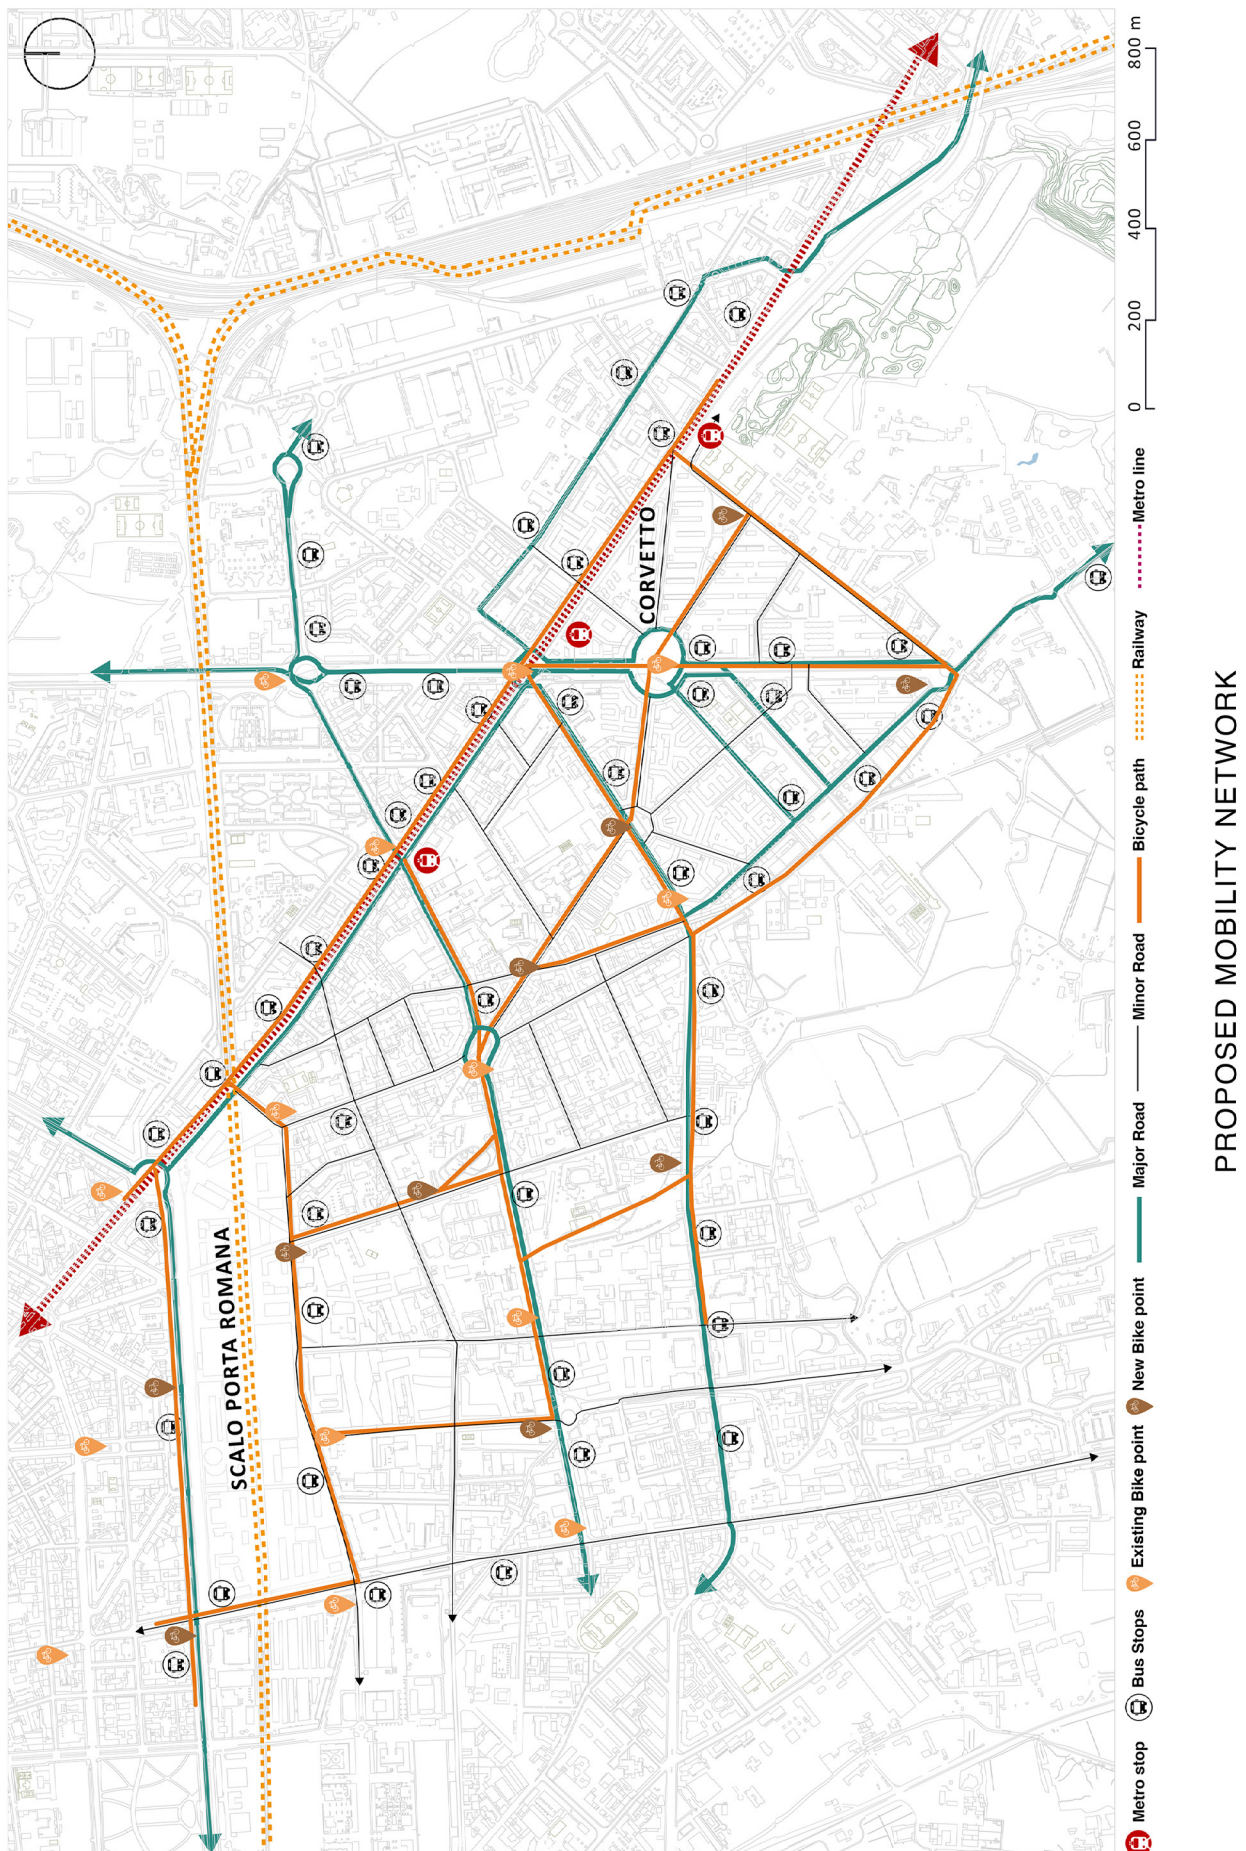 SCALO PORTA ROMANA
CORVETTO
Metro stop Bus Stops Existing Bike point New Bike point Major Road Minor Road Bicycle path Railway Metro line
0 200 400 600 800 m
PROPOSED MOBILITY NETWORK